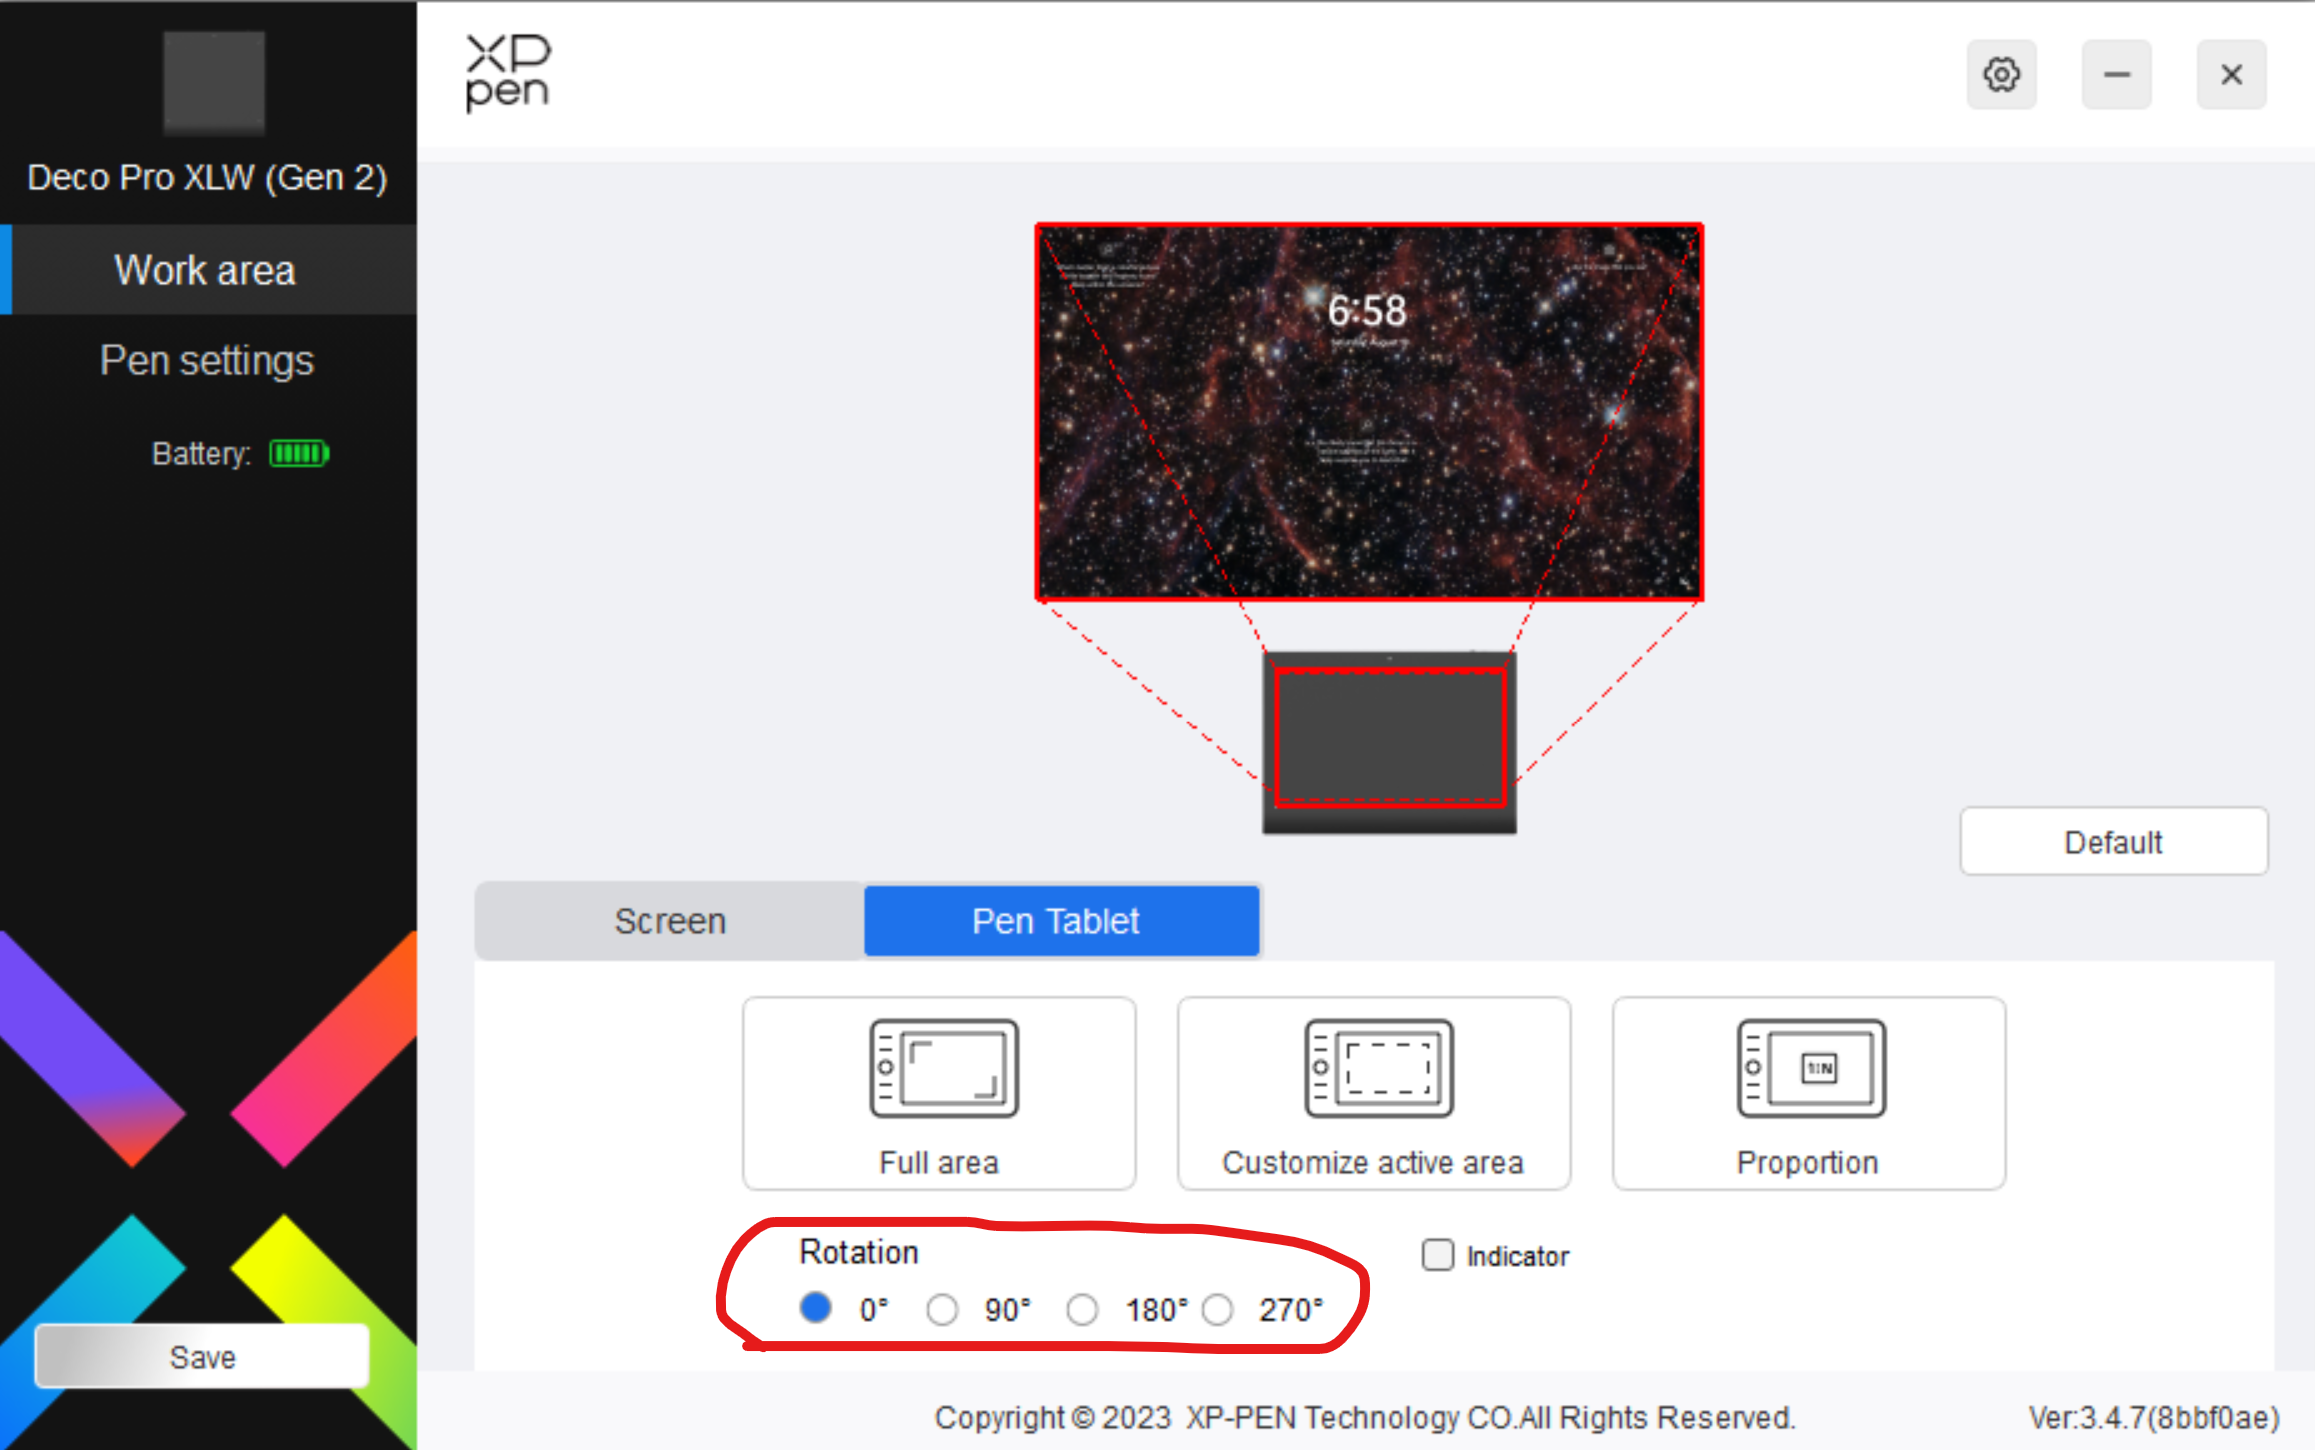 XP
pen
Deco Pro XLW (Gen 2)
Work area
Pen settings
Battery:
6:58
Default
Screen
Pen Tablet
1:N
Full area
Customize active area
Proportion
Rotation
Indicator
0°
90°
180°
270°
Save
Copyright © 2023 XP-PEN Technology CO.All Rights Reserved.
Ver:3.4.7(8bbf0ae)